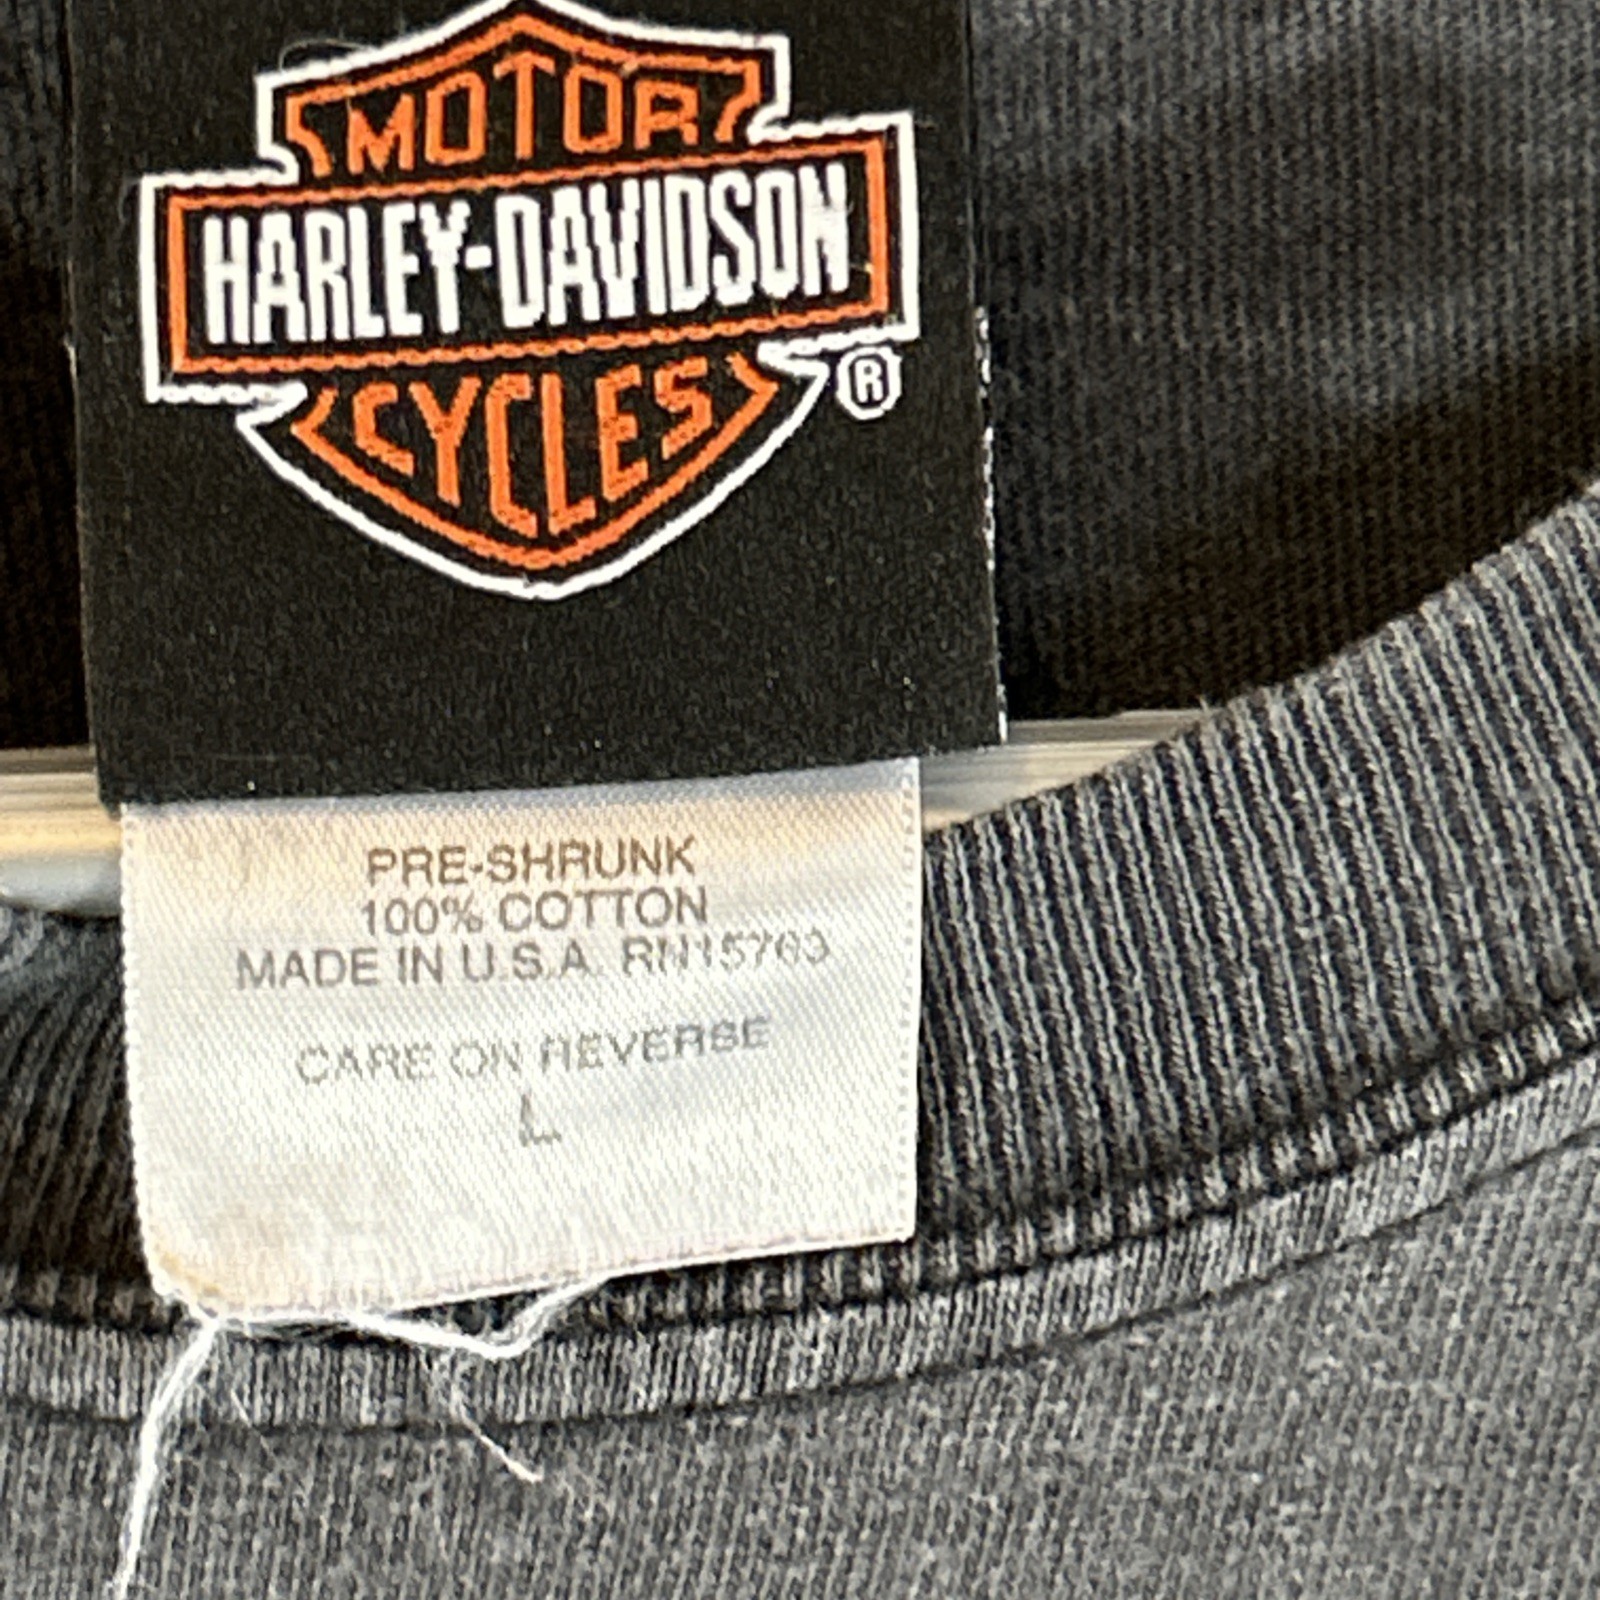 MOTOR
HARLEY-DAVIDSON
CYCLES
®
PRE-SHRUNK
100% COTTON
MADE IN U.S.A. RN15763
CARE ON REVERSE
L